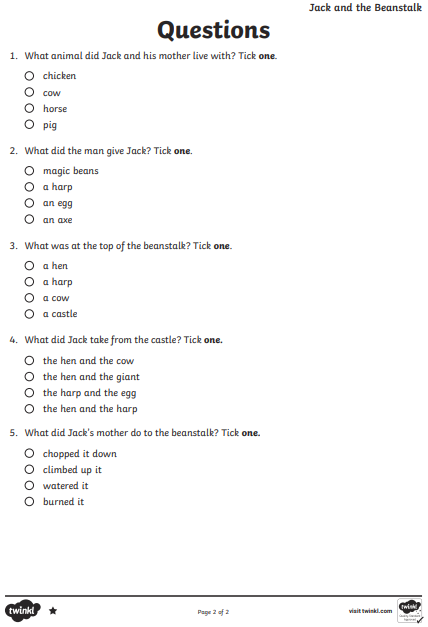 Jack and the Beanstalk
Questions
1. What animal did Jack and his mother live with? Tick one.
chicken
cow
horse
pig
2. What did the man give Jack? Tick one.
magic beans
a harp
an egg
an axe
3. What was at the top of the beanstalk? Tick one.
a hen
a harp
a cow
a castle
4. What did Jack take from the castle? Tick one.
the hen and the cow
the hen and the giant
the harp and the egg
the hen and the harp
5. What did Jack's mother do to the beanstalk? Tick one.
chopped it down
climbed up it
watered it
burned it
twinkl
Page 2 of 2
visit twinkl.com
twinkl